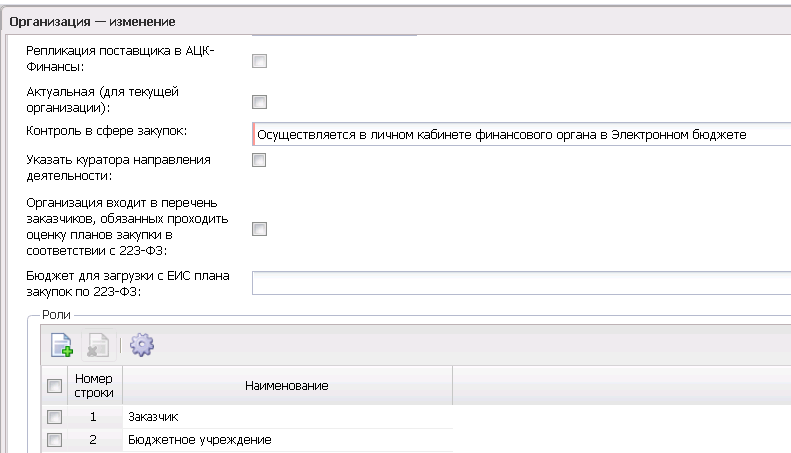 Организация — изменение
Репликация поставщика в АЦК-
Финансы:
Актуальная (для текущей
организации):
Контроль в сфере закупок:
Осуществляется в личном кабинете финансового органа в Электронном бюджете
Указать куратора направления
деятельности:
Организация входит в перечень
заказчиков, обязанных проходить
оценку планов закупки в
соответствии с 223-ФЗ:
Бюджет для загрузки с ЕИС плана
закупок по 223-ФЗ:
Роли
Номер
строки
Наименование
1 Заказчик
2 Бюджетное учреждение